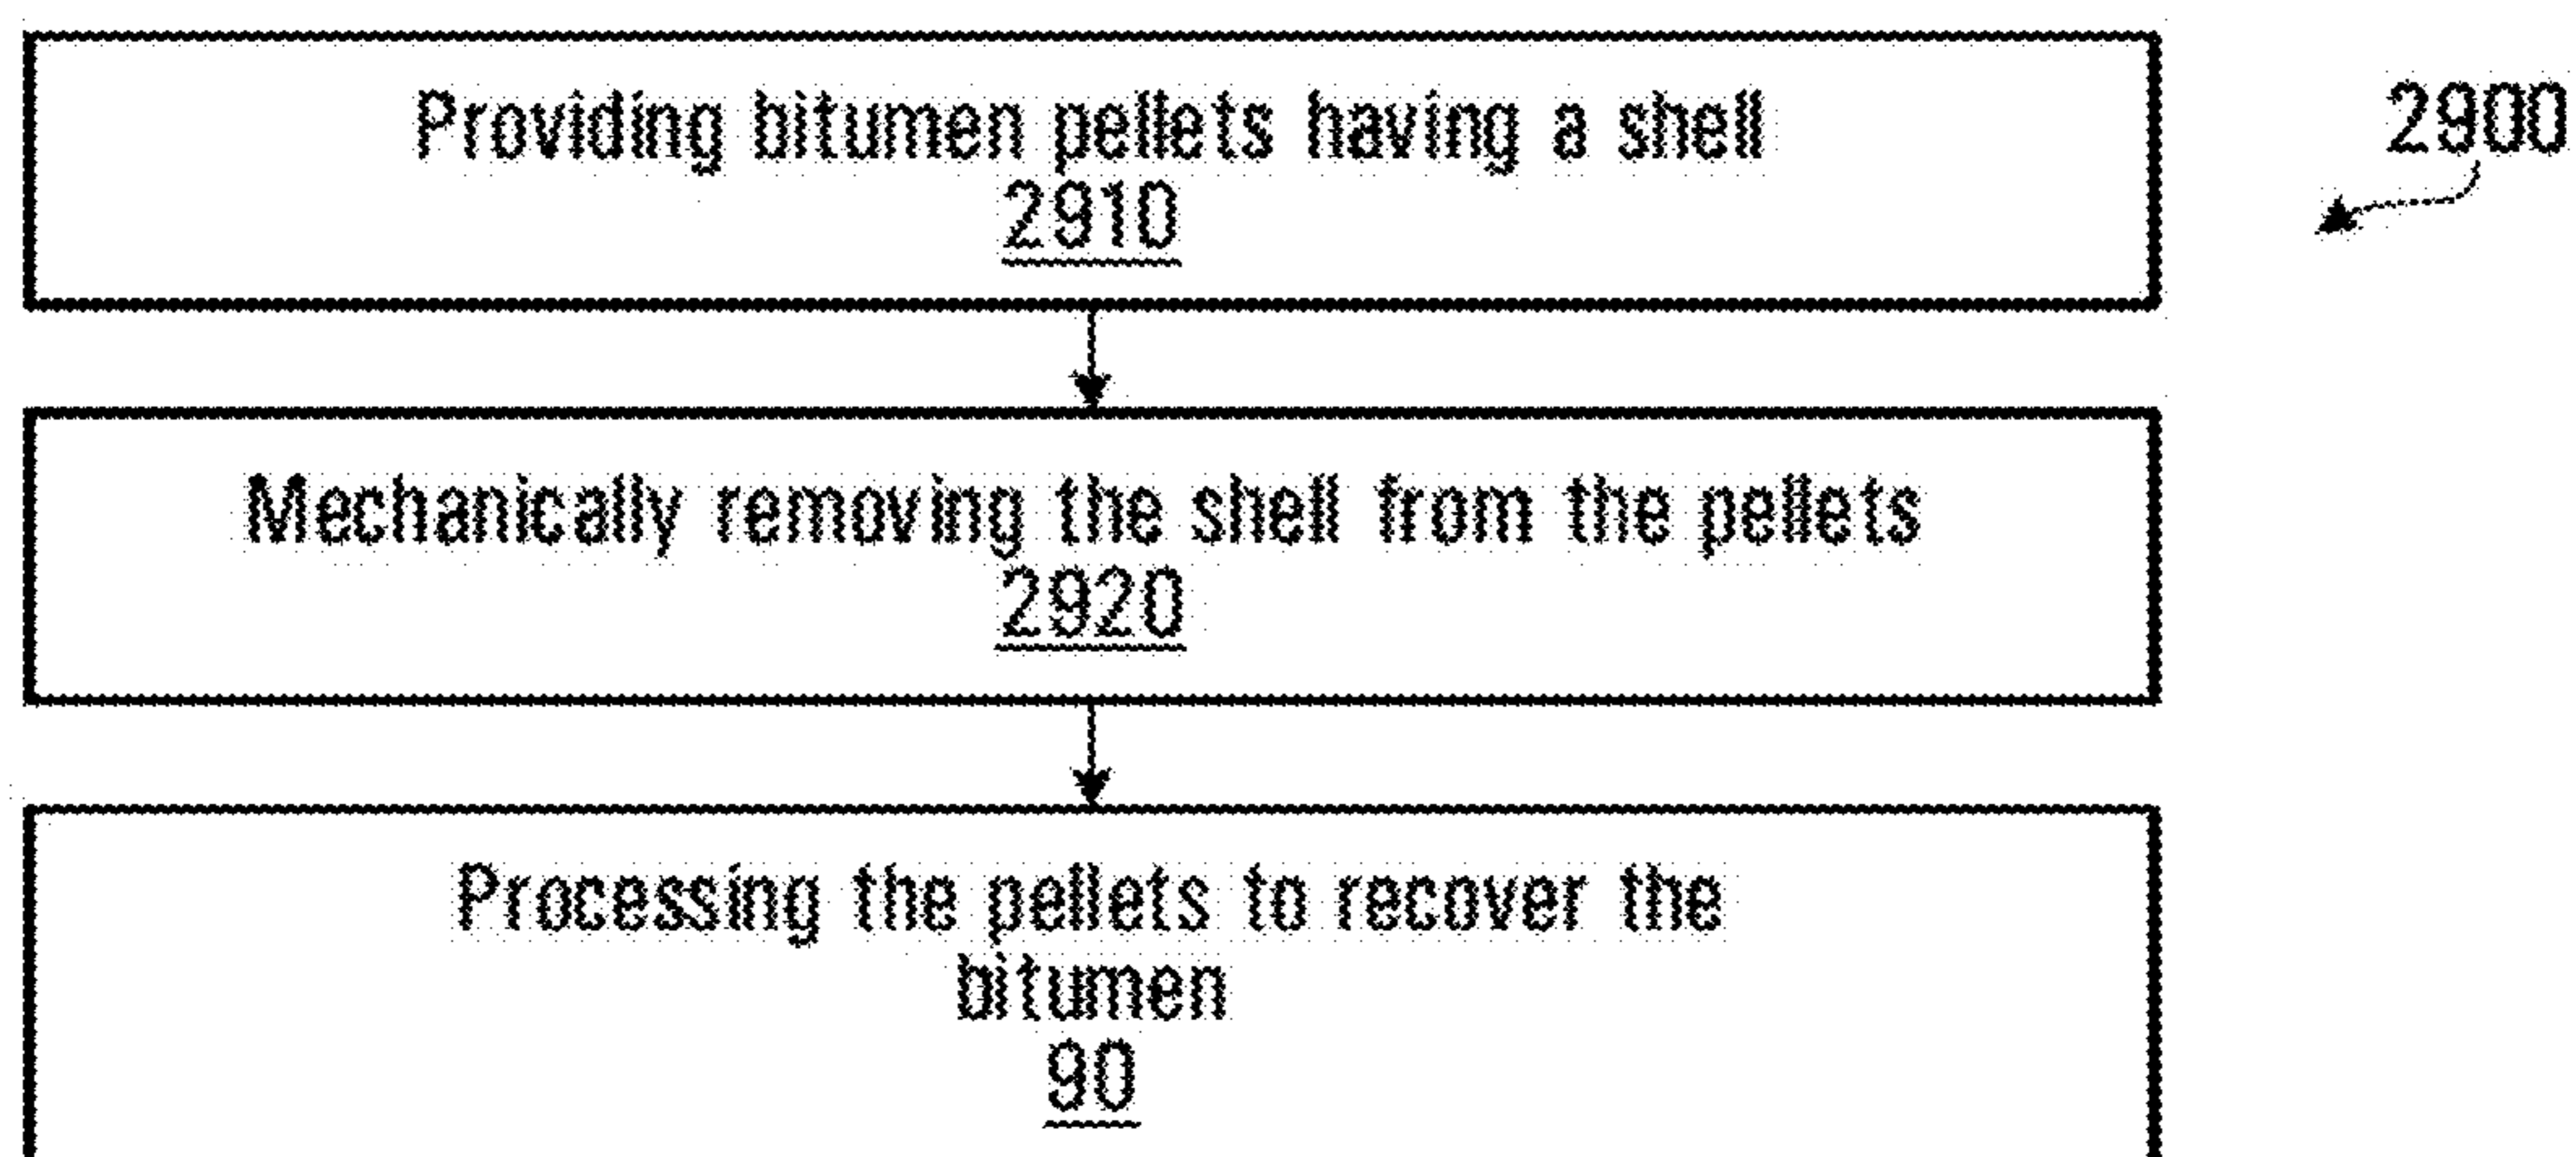 Providing bitumen pellets having a shell
2910
2900
Mechanically removing the shell from the pellets
2920
Processing the pellets to recover the
bitumen
90